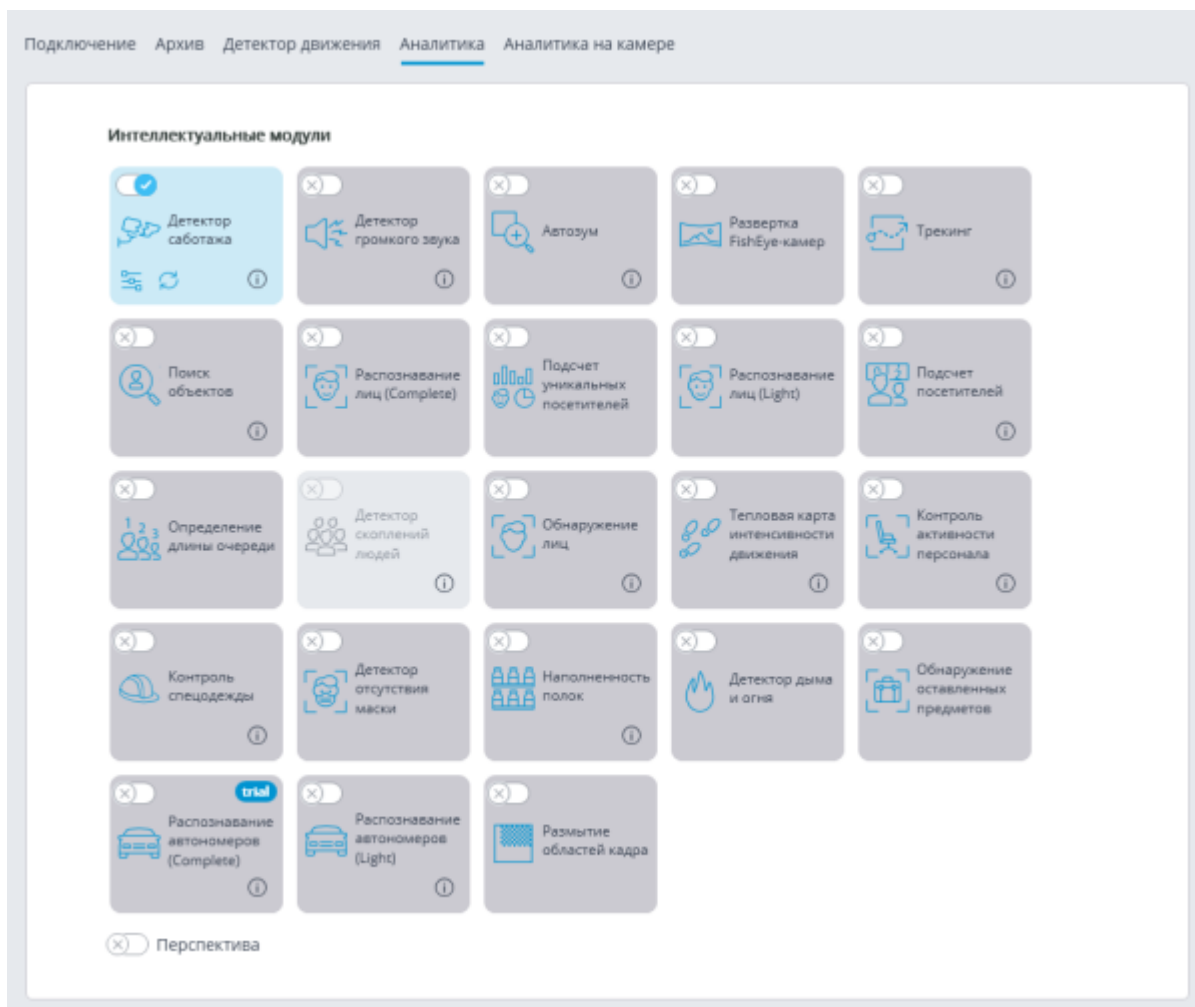 Подключение Архив Детектор движения Аналитика Аналитика на камере
Интеллектуальные модули
Детектор
саботажа
Детектор
громкого звука
Автозум
Развертка
FishEye-камер
Трекинг
Поиск
объектов
Распознавание
лиц (Complete)
Подсчет
уникальных
посетителей
Распознавание
лиц (Light)
Подсчет
посетителей
1 2 3
Определение
длины очереди
Детектор
скоплений
людей
Обнаружение
лиц
Тепловая карта
интенсивности
движения
Контроль
активности
персонала
Контроль
спецодежды
Детектор
отсутствия
маски
Наполненность
полок
Детектор дыма
и огня
Обнаружение
оставленных
предметов
trial
Распознавание
автономеров
(Complete)
Распознавание
автономеров
(Light)
Размытие
областей кадра
Перспектива